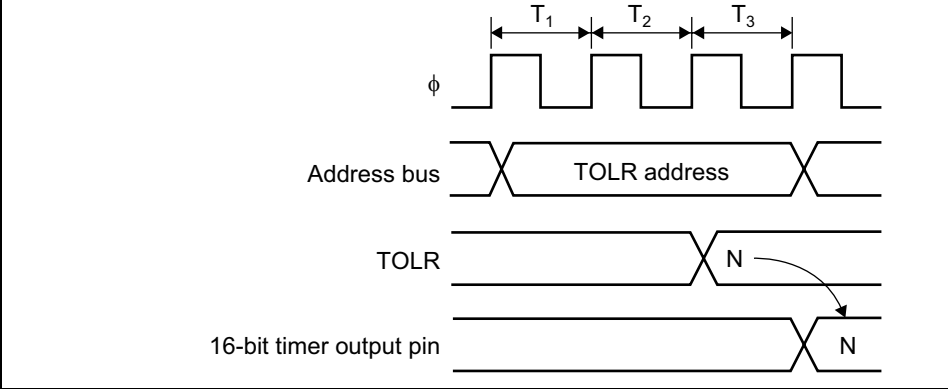 T₁ T₂ T₃
ϕ
Address bus TOLR address
TOLR N
16-bit timer output pin N